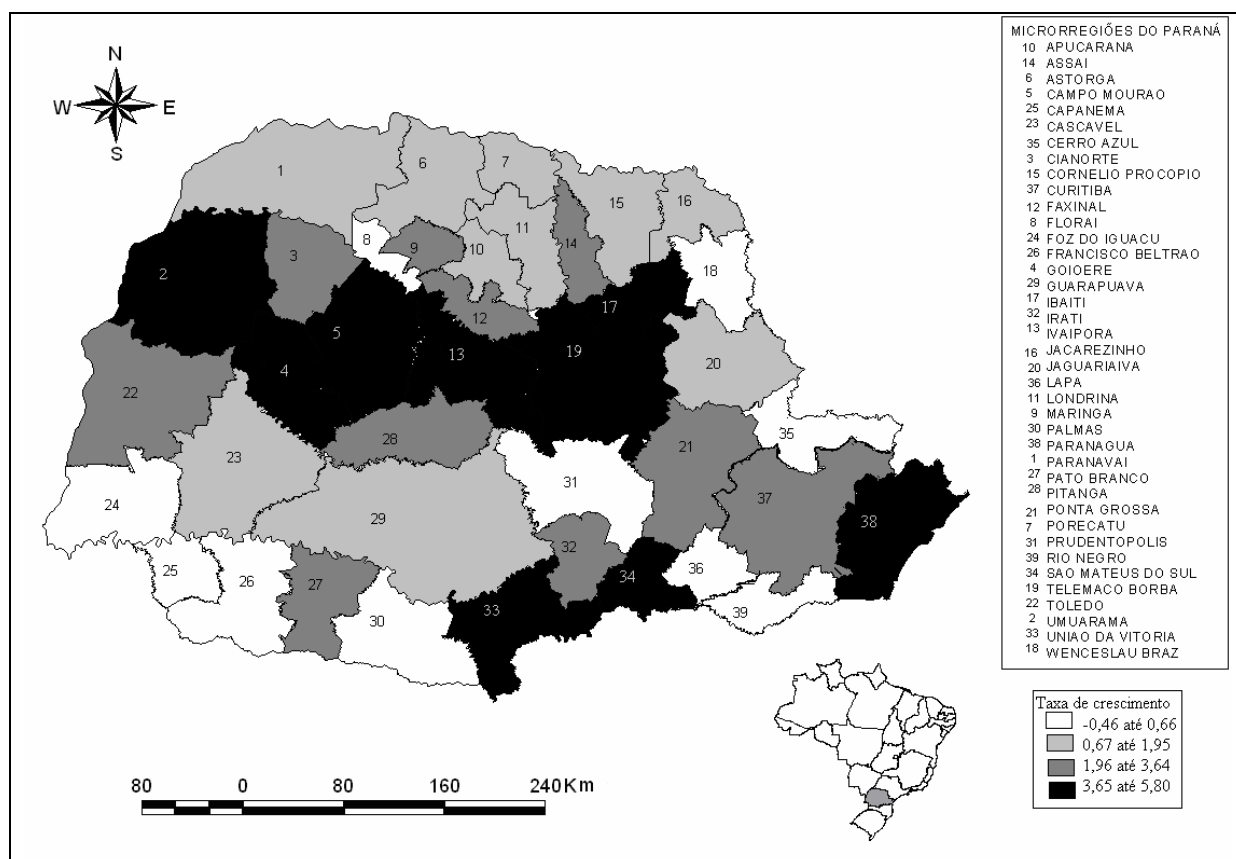 N
W E
S
MICRORREGIÕES DO PARANÁ
10 APUCARANA
14 ASSAI
6 ASTORGA
5 CAMPO MOURAO
25 CAPANEMA
23 CASCAVEL
35 CERRO AZUL
3 CIANORTE
15 CORNELIO PROCOPIO
37 CURITIBA
12 FAXINAL
8 FLORAI
24 FOZ DO IGUACU
26 FRANCISCO BELTRAO
4 GOIOERE
29 GUARAPUAVA
17 IBAITI
32 IRATI
13 IVAIPORA
16 JACAREZINHO
20 JAGUARIAIVA
36 LAPA
11 LONDRINA
9 MARINGA
30 PALMAS
38 PARANAGUA
1 PARANAVAI
27 PATO BRANCO
28 PITANGA
21 PONTA GROSSA
7 PORECATU
31 PRUDENTOPOLIS
39 RIO NEGRO
34 SAO MATEUS DO SUL
19 TELEMACO BORBA
22 TOLEDO
2 UMUARAMA
33 UNIAO DA VITORIA
18 WENCESLAU BRAZ
1
6
7
15
16
11
8
9
10
14
3
18
2
17
12
5
13
19
4
20
22
28
35
21
23
31
37
24
29
38
32
25
26
27
34
36
33
30
39
Taxa de crescimento
-0,46 até 0,66
0,67 até 1,95
1,96 até 3,64
3,65 até 5,80
80 0 80 160 240 Km